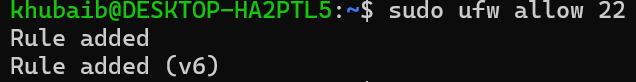 khubaib@DESKTOP-HA2PTL5:~$ sudo ufw allow 22
Rule added
Rule added (v6)